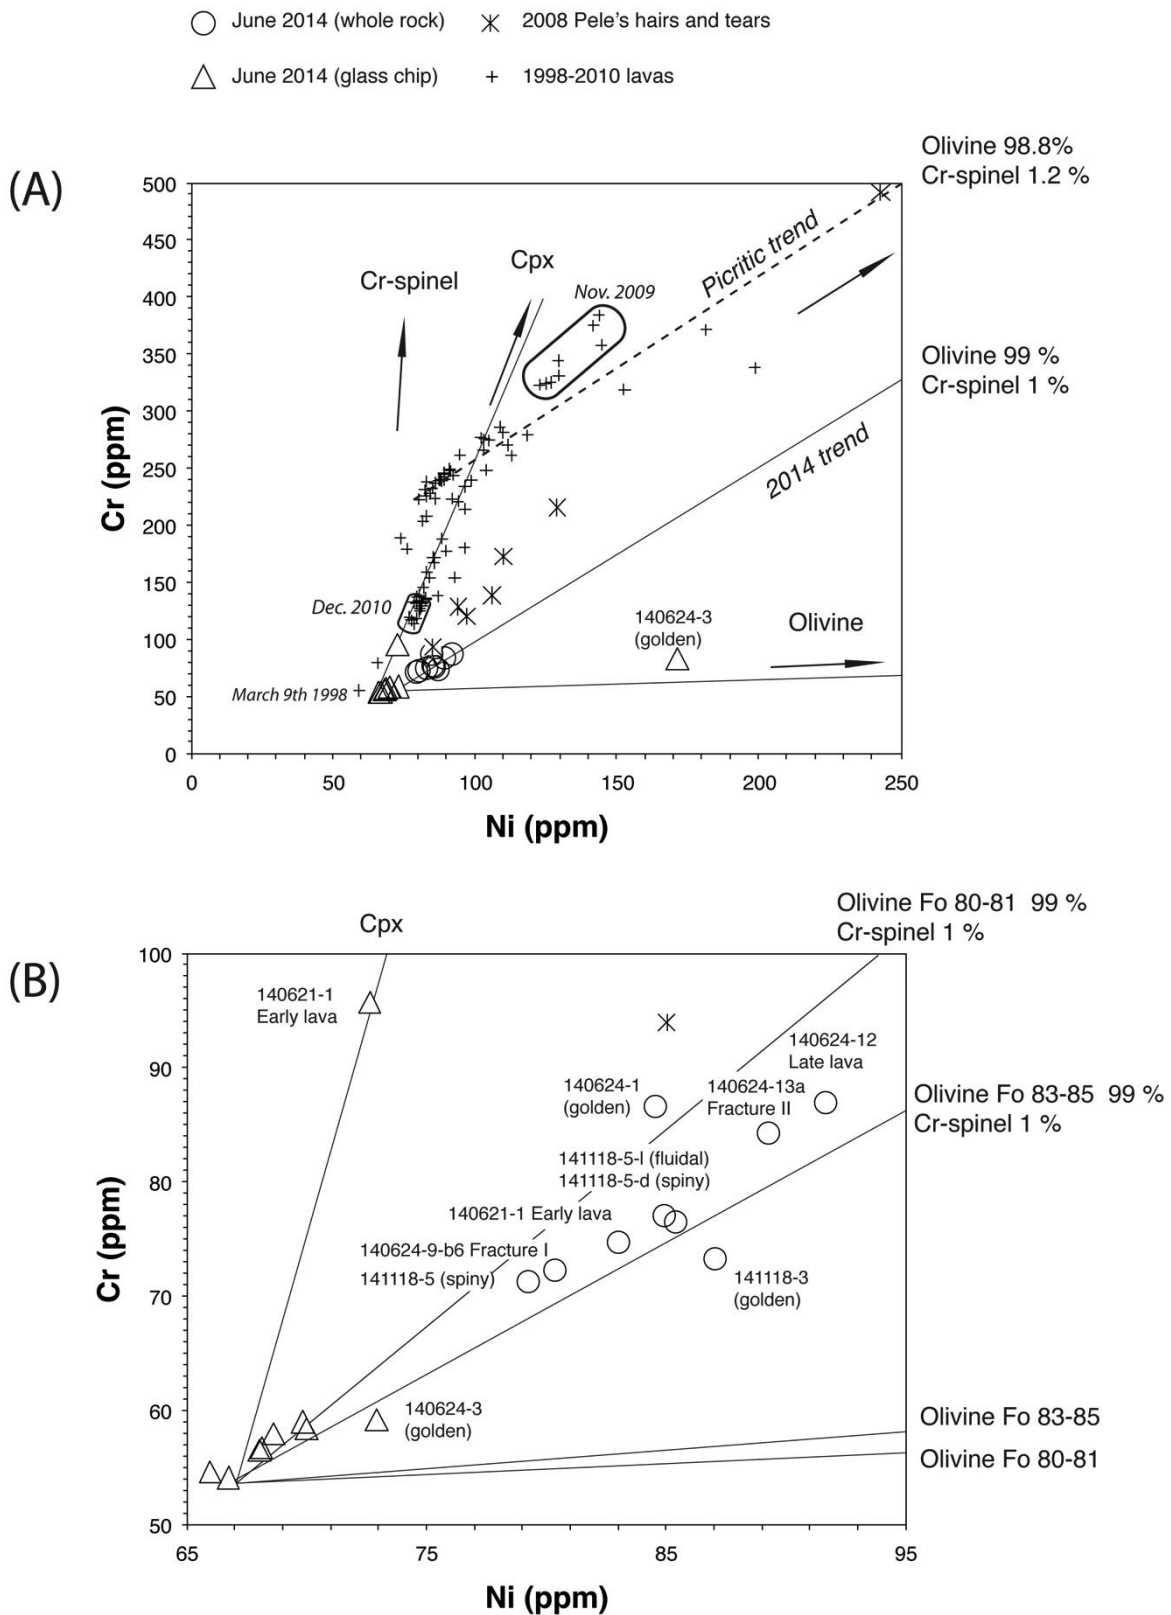 June 2014 (whole rock)
2008 Pele's hairs and tears
June 2014 (glass chip)
1998-2010 lavas
(A)
Olivine 98.8%
Cr-spinel 1.2 %
500
450
400
350
300
250
200
150
100
50
0
Cr (ppm)
Cr-spinel
Cpx
Nov. 2009
Picritic trend
Olivine 99 %
Cr-spinel 1 %
2014 trend
Dec. 2010
140624-3
(golden)
Olivine
March 9th 1998
0
50
100
150
200
250
Ni (ppm)
(B)
Cpx
Olivine Fo 80-81 99 %
Cr-spinel 1 %
100
90
80
70
60
50
Cr (ppm)
140621-1
Early lava
140624-12
Late lava
140624-1
(golden)
140624-13a
Fracture II
Olivine Fo 83-85 99 %
Cr-spinel 1 %
141118-5-l (fluidal)
141118-5-d (spiny)
140621-1 Early lava
140624-9-b6 Fracture I
141118-5 (spiny)
141118-3
(golden)
140624-3
(golden)
Olivine Fo 83-85
Olivine Fo 80-81
65
75
85
95
Ni (ppm)